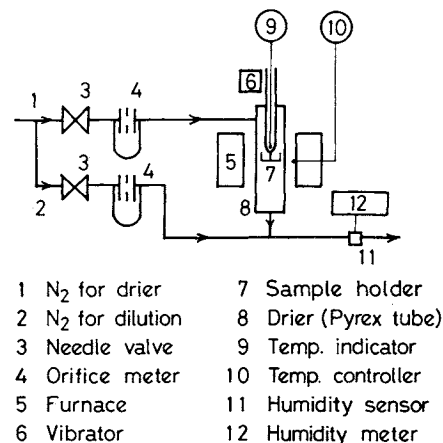 9
10
6
3
4
1
5
7
3
4
2
8
12
11
1 N₂ for drier
2 N₂ for dilution
3 Needle valve
4 Orifice meter
5 Furnace
6 Vibrator
7 Sample holder
8 Drier (Pyrex tube)
9 Temp. indicator
10 Temp. controller
11 Humidity sensor
12 Humidity meter